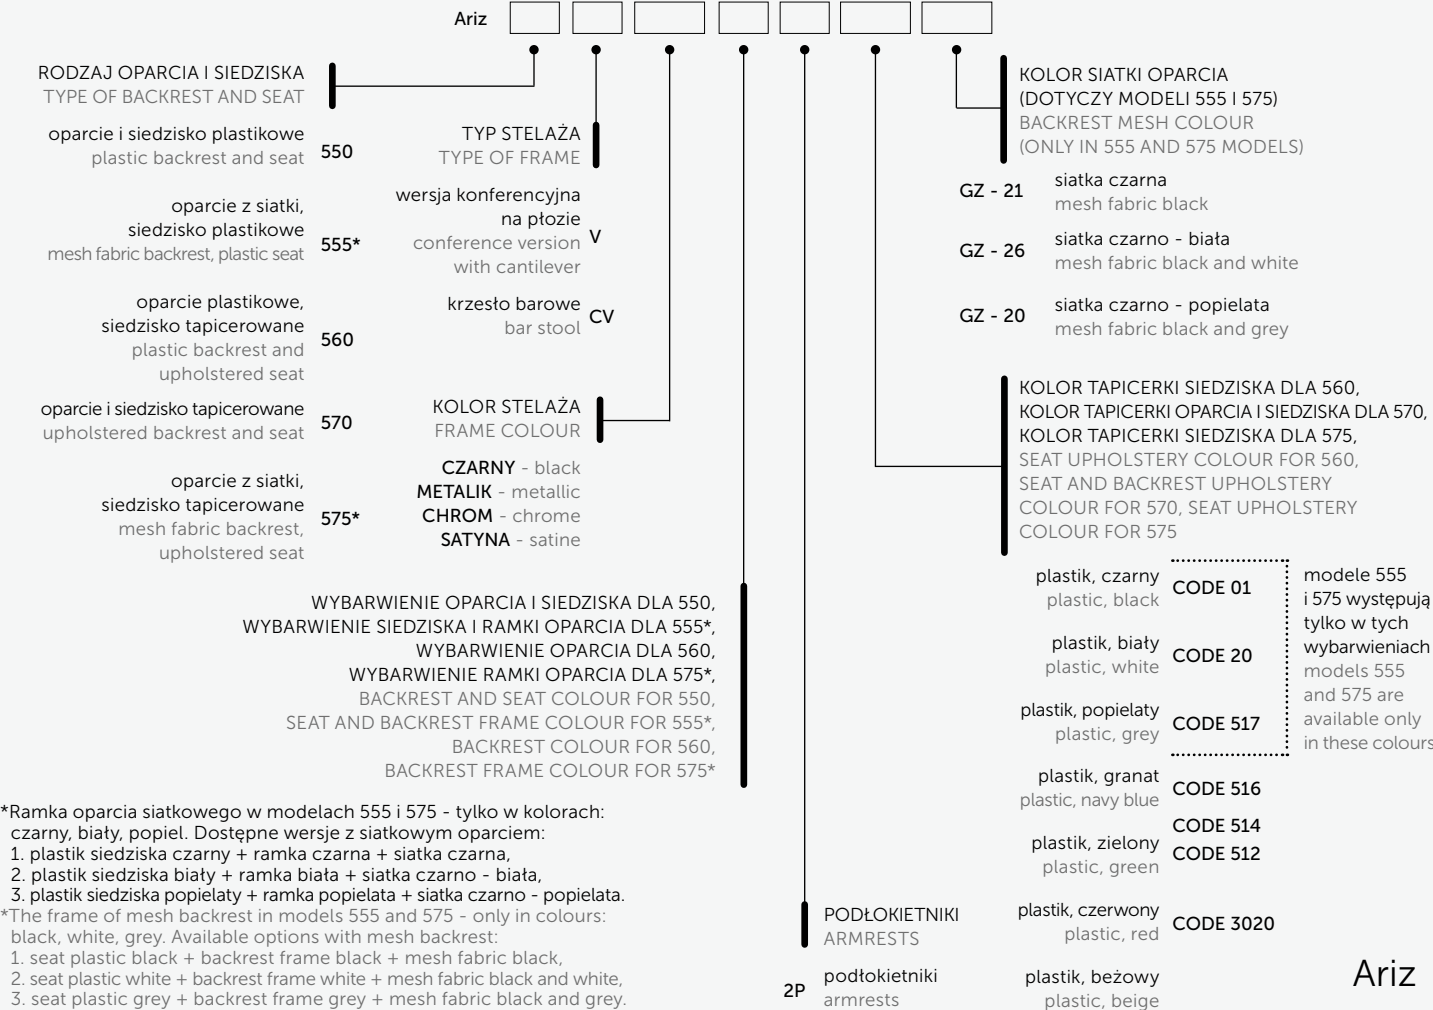 Ariz
RODZAJ OPARCIA I SIEDZISKA
TYPE OF BACKREST AND SEAT
oparcie i siedzisko plastikowe
plastic backrest and seat
550
oparcie z siatki,
siedzisko plastikowe
mesh fabric backrest, plastic seat
555*
oparcie plastikowe,
siedzisko tapicerowane
plastic backrest and
upholstered seat
560
oparcie i siedzisko tapicerowane
upholstered backrest and seat
570
oparcie z siatki,
siedzisko tapicerowane
mesh fabric backrest,
upholstered seat
575*
TYP STELAŻA
TYPE OF FRAME
wersja konferencyjna
na płozie
conference version
with cantilever
V
krzesło barowe
bar stool
CV
KOLOR STELAŻA
FRAME COLOUR
CZARNY - black
METALIK - metallic
CHROM - chrome
SATYNA - satine
WYBARWIENIE OPARCIA I SIEDZISKA DLA 550,
WYBARWIENIE SIEDZISKA I RAMKI OPARCIA DLA 555*,
WYBARWIENIE OPARCIA DLA 560,
WYBARWIENIE RAMKI OPARCIA DLA 575*,
BACKREST AND SEAT COLOUR FOR 550,
SEAT AND BACKREST FRAME COLOUR FOR 555*,
BACKREST COLOUR FOR 560,
BACKREST FRAME COLOUR FOR 575*
*Ramka oparcia siatkowego w modelach 555 i 575 - tylko w kolorach:
czarny, biały, popiel. Dostępne wersje z siatkowym oparciem:
1. plastik siedziska czarny + ramka czarna + siatka czarna,
2. plastik siedziska biały + ramka biała + siatka czarno - biała,
3. plastik siedziska popielaty + ramka popielata + siatka czarno - popielata.
*The frame of mesh backrest in models 555 and 575 - only in colours:
black, white, grey. Available options with mesh backrest:
1. seat plastic black + backrest frame black + mesh fabric black,
2. seat plastic white + backrest frame white + mesh fabric black and white,
3. seat plastic grey + backrest frame grey + mesh fabric black and grey.
PODŁOKIETNIKI
ARMRESTS
2P
podłokietniki
armrests
KOLOR SIATKI OPARCIA
(DOTYCZY MODELI 555 I 575)
BACKREST MESH COLOUR
(ONLY IN 555 AND 575 MODELS)
GZ - 21
siatka czarna
mesh fabric black
GZ - 26
siatka czarno - biała
mesh fabric black and white
GZ - 20
siatka czarno - popielata
mesh fabric black and grey
KOLOR TAPICERKI SIEDZISKA DLA 560,
KOLOR TAPICERKI OPARCIA I SIEDZISKA DLA 570,
KOLOR TAPICERKI SIEDZISKA DLA 575,
SEAT UPHOLSTERY COLOUR FOR 560,
SEAT AND BACKREST UPHOLSTERY
COLOUR FOR 570, SEAT UPHOLSTERY
COLOUR FOR 575
plastik, czarny
plastic, black
CODE 01
plastik, biały
plastic, white
CODE 20
plastik, popielaty
plastic, grey
CODE 517
modele 555
i 575 występują
tylko w tych
wybarwieniach
models 555
and 575 are
available only
in these colours
plastik, granat
plastic, navy blue
CODE 516
CODE 514
plastik, zielony
plastic, green
CODE 512
plastik, czerwony
plastic, red
CODE 3020
plastik, beżowy
plastic, beige
Ariz